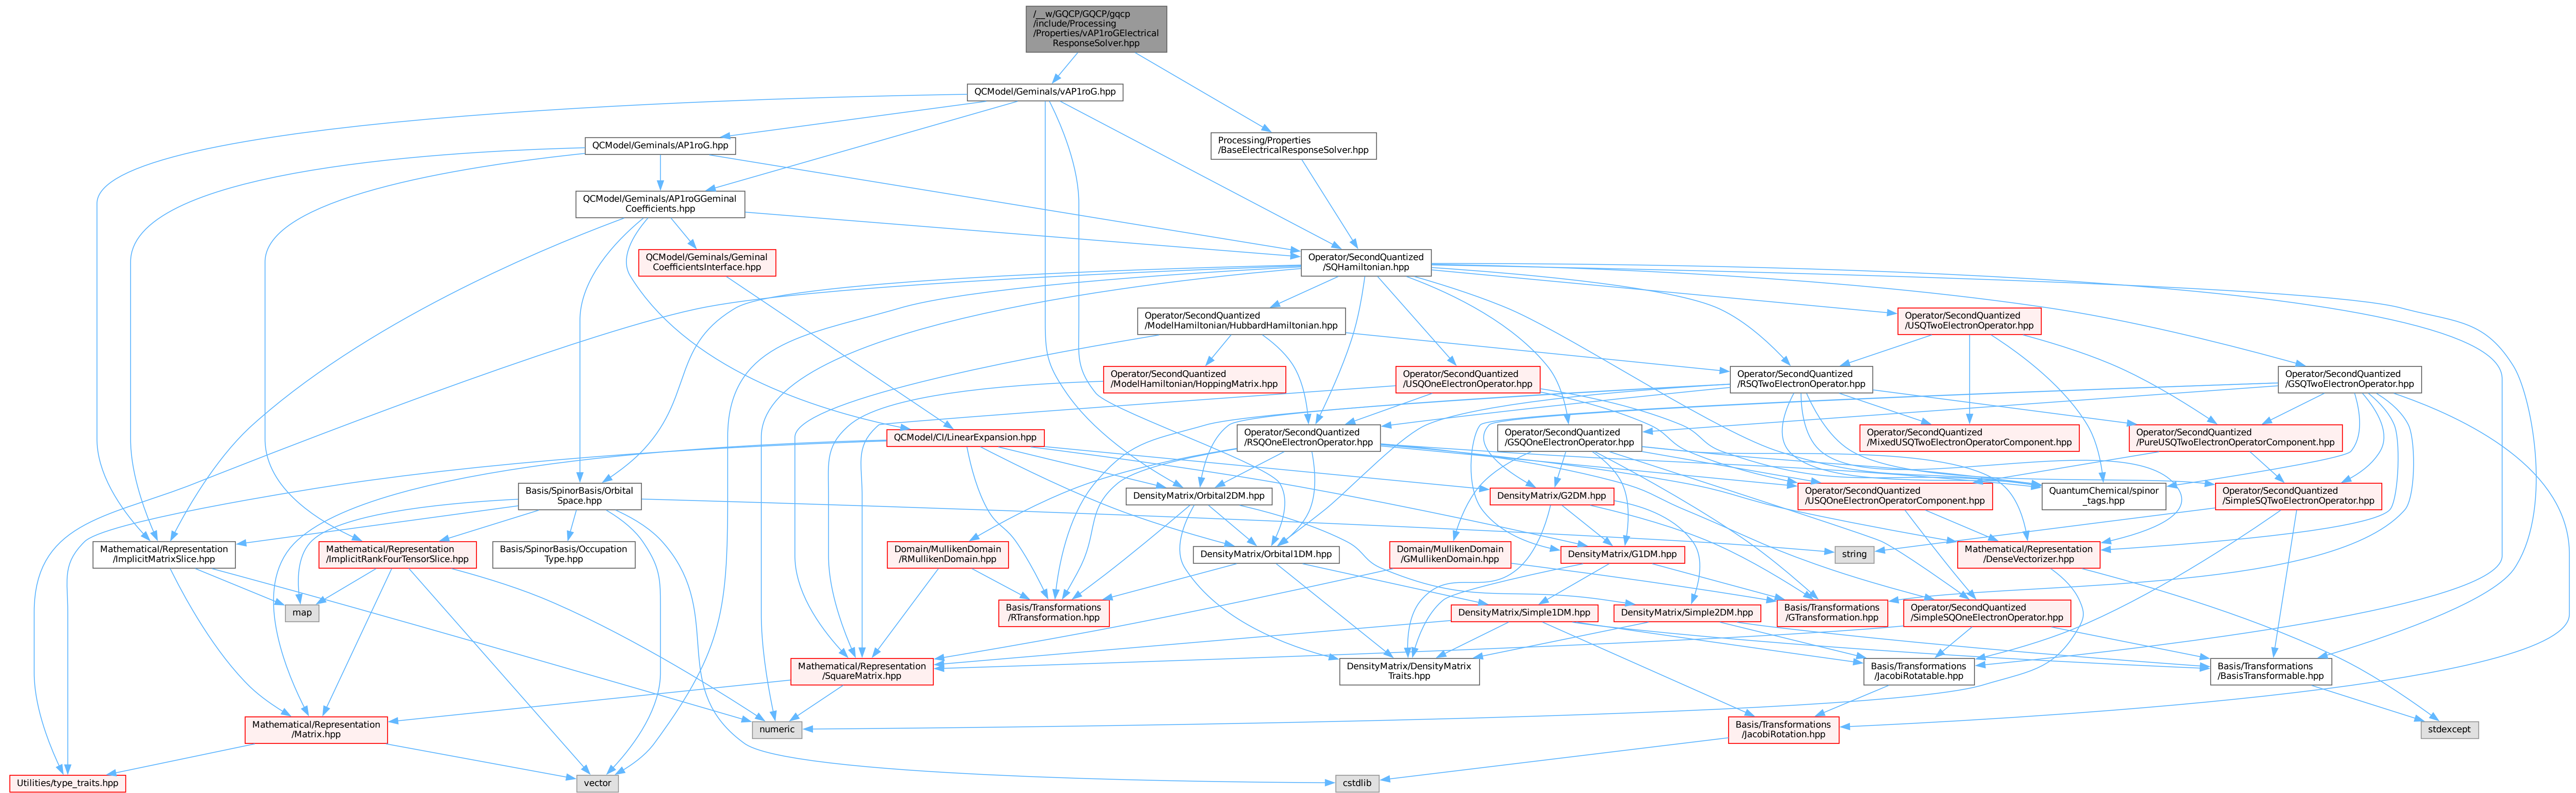 /__w/GQCP/GQCP/gqcp
/include/Processing
/Properties/vAP1roGElectrical
ResponseSolver.hpp
QCModel/Geminals/vAP1roG.hpp
QCModel/Geminals/AP1roG.hpp
Processing/Properties
/BaseElectricalResponseSolver.hpp
QCModel/Geminals/AP1roGGeminal
Coefficients.hpp
QCModel/Geminals/Geminal
CoefficientsInterface.hpp
Operator/SecondQuantized
/SQHamiltonian.hpp
Operator/SecondQuantized
/ModelHamiltonian/HubbardHamiltonian.hpp
Operator/SecondQuantized
/USQTwoElectronOperator.hpp
Operator/SecondQuantized
/ModelHamiltonian/HoppingMatrix.hpp
Operator/SecondQuantized
/USQOneElectronOperator.hpp
Operator/SecondQuantized
/RSQTwoElectronOperator.hpp
Operator/SecondQuantized
/GSQTwoElectronOperator.hpp
QCModel/CI/LinearExpansion.hpp
Operator/SecondQuantized
/RSQOneElectronOperator.hpp
Operator/SecondQuantized
/GSQOneElectronOperator.hpp
Operator/SecondQuantized
/MixedUSQTwoElectronOperatorComponent.hpp
Operator/SecondQuantized
/PureUSQTwoElectronOperatorComponent.hpp
Basis/SpinorBasis/Orbital
Space.hpp
DensityMatrix/Orbital2DM.hpp
DensityMatrix/G2DM.hpp
Operator/SecondQuantized
/USQOneElectronOperatorComponent.hpp
QuantumChemical/spinor
_tags.hpp
Operator/SecondQuantized
/SimpleSQTwoElectronOperator.hpp
Mathematical/Representation
/ImplicitMatrixSlice.hpp
Mathematical/Representation
/ImplicitRankFourTensorSlice.hpp
Basis/SpinorBasis/Occupation
Type.hpp
Domain/MullikenDomain
/RMullikenDomain.hpp
DensityMatrix/Orbital1DM.hpp
Domain/MullikenDomain
/GMullikenDomain.hpp
DensityMatrix/G1DM.hpp
string
Mathematical/Representation
/DenseVectorizer.hpp
map
Basis/Transformations
/RTransformation.hpp
DensityMatrix/Simple1DM.hpp
DensityMatrix/Simple2DM.hpp
Basis/Transformations
/GTransformation.hpp
Operator/SecondQuantized
/SimpleSQOneElectronOperator.hpp
Mathematical/Representation
/SquareMatrix.hpp
DensityMatrix/DensityMatrix
Traits.hpp
Basis/Transformations
/JacobiRotatable.hpp
Basis/Transformations
/BasisTransformable.hpp
Mathematical/Representation
/Matrix.hpp
numeric
Basis/Transformations
/JacobiRotation.hpp
stdexcept
Utilities/type_traits.hpp
vector
cstdlib